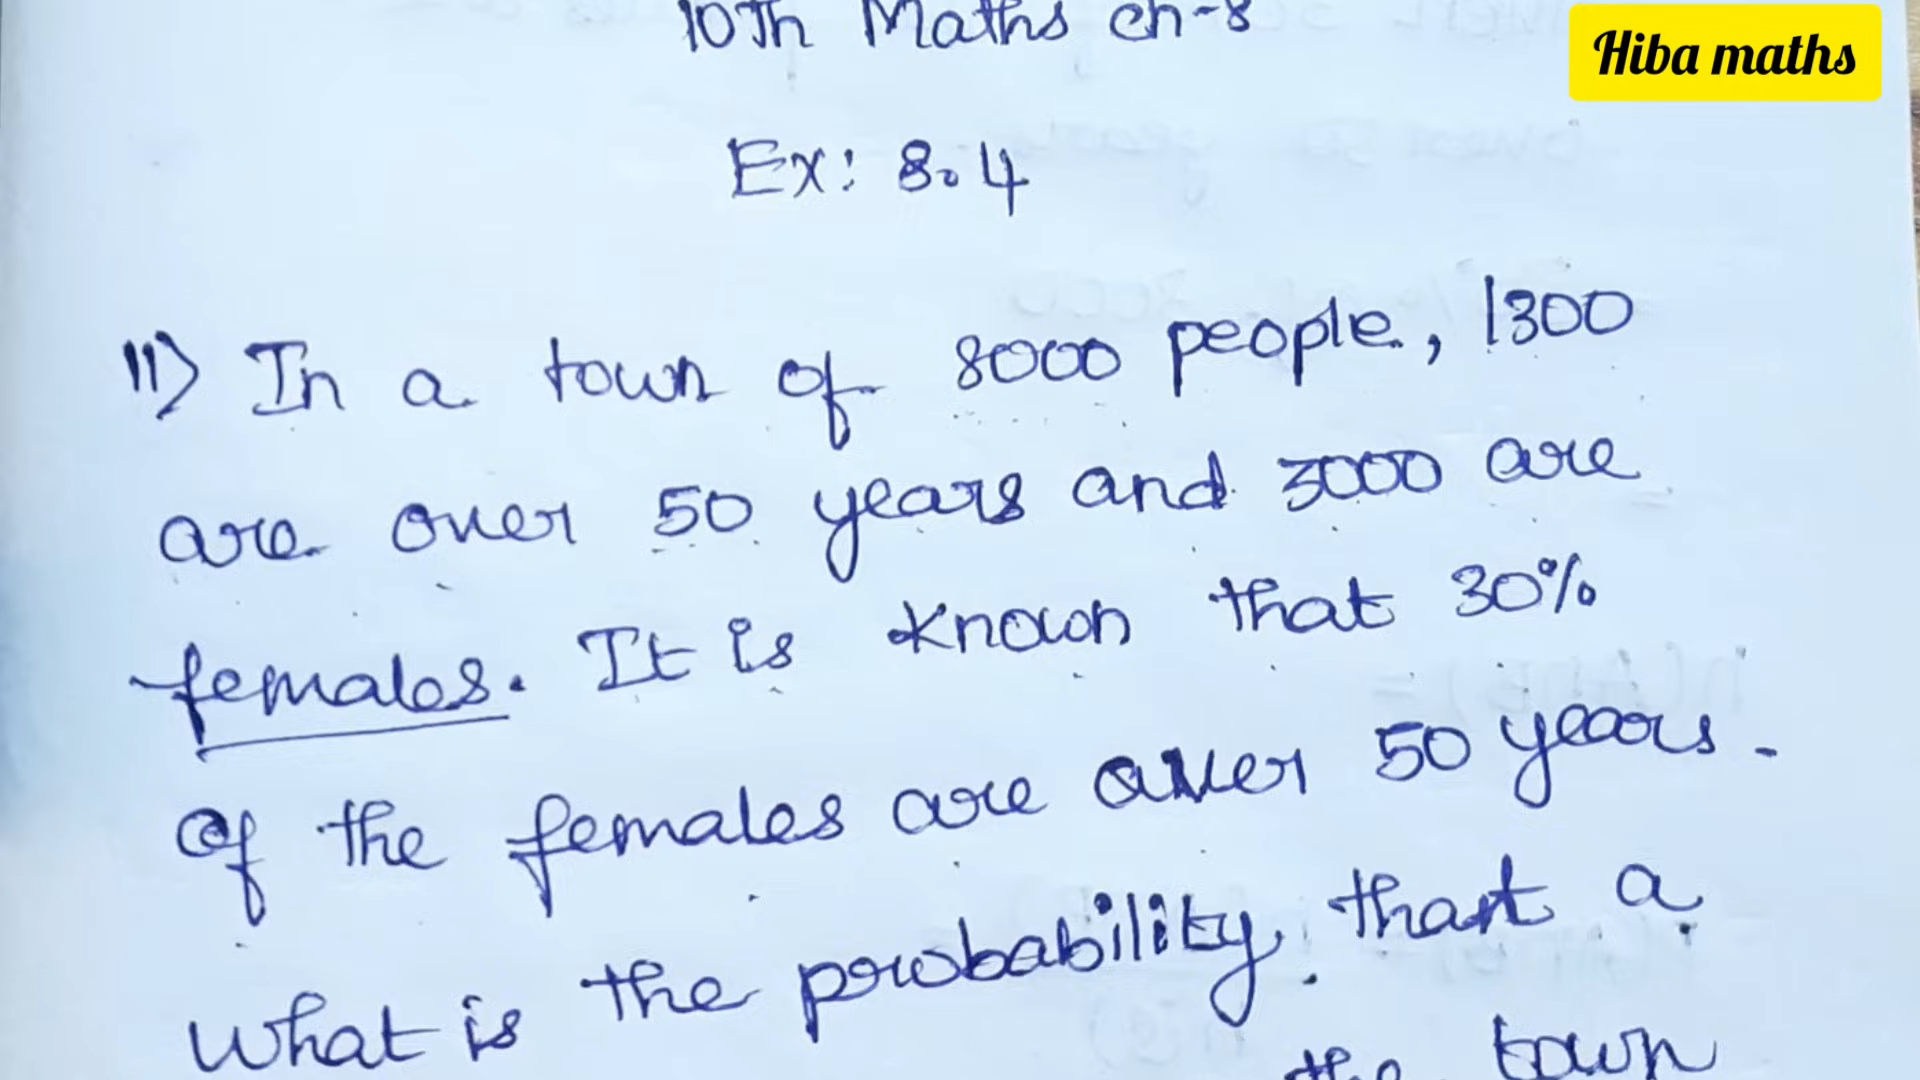 10Th Maths ch-8
Hiba maths
Ex: 8.4
11) In a town of 8000 people, 1300
are over 50 years and 3000 are
females. It is known that 30%
of the females are over 50 years.
What is the probability that a
the town